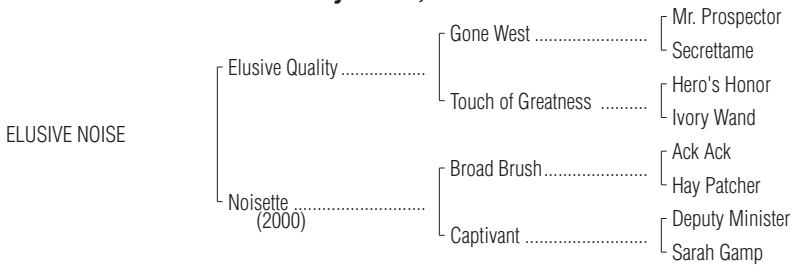 Mr. Prospector
Gone West
Secrettame
Elusive Quality
Hero's Honor
Touch of Greatness
Ivory Wand
ELUSIVE NOISE
Ack Ack
Broad Brush
Hay Patcher
Noisette
(2000)
Deputy Minister
Captivant
Sarah Gamp